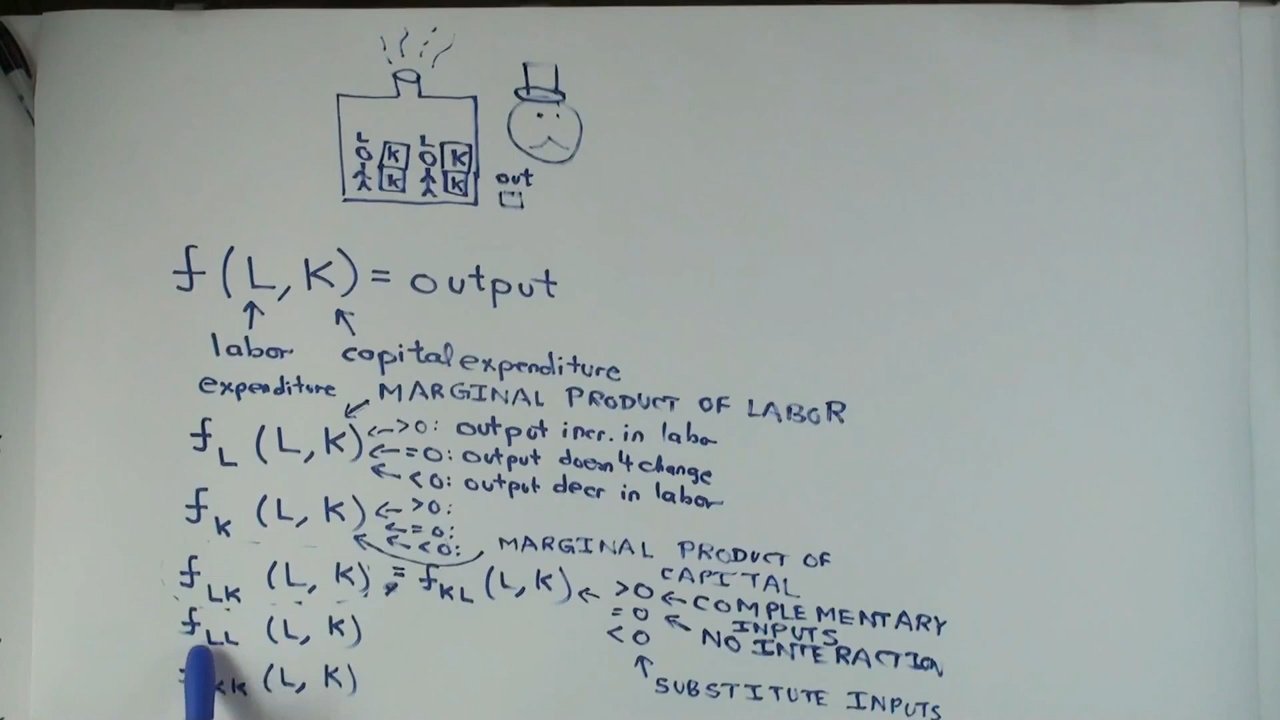 L L
K K
K K
out
f(L, K) = output
labor capital expenditure
expenditure MARGINAL PRODUCT OF LABOR
f_L (L, K) ← >0: output incr. in labor
← =0: output doesn't change
← <0: output decr in labor
f_K (L, K) ← >0:
← =0:
← <0:
MARGINAL PRODUCT OF
CAPITAL
f_LK (L, K) = f_KL (L, K) ← >0 ← COMPLEMENTARY
INPUTS
=0 ← NO INTERACTION
<0
f_LL (L, K)
SUBSTITUTE INPUTS
KK (L, K)